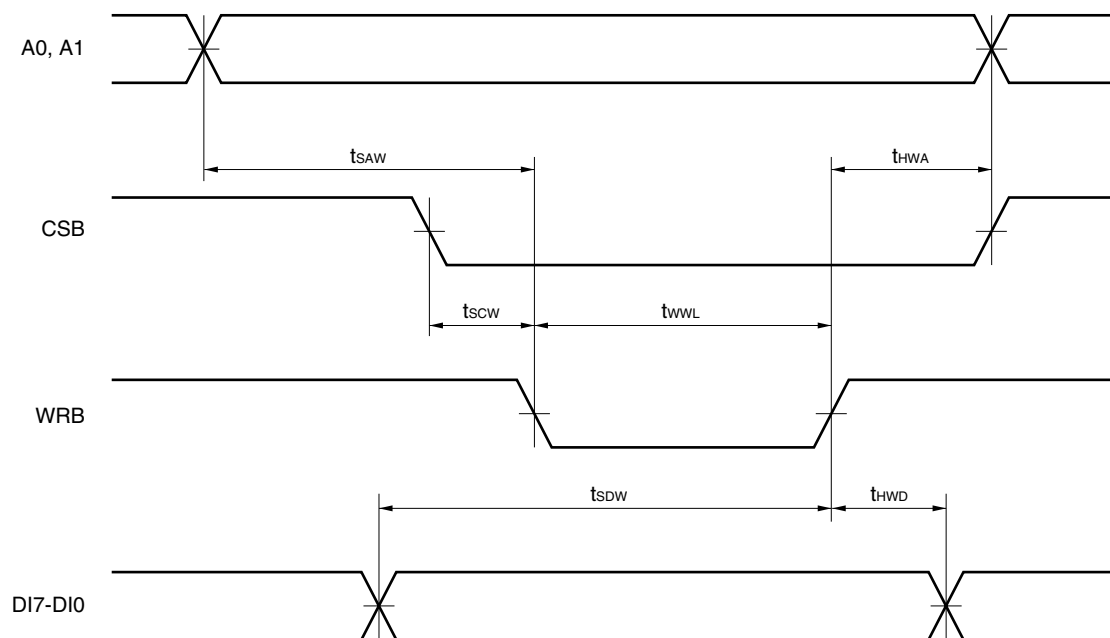 A0, A1
tSAW
tHWA
CSB
tSCW
tWWL
WRB
tSDW
tHWD
DI7-DI0